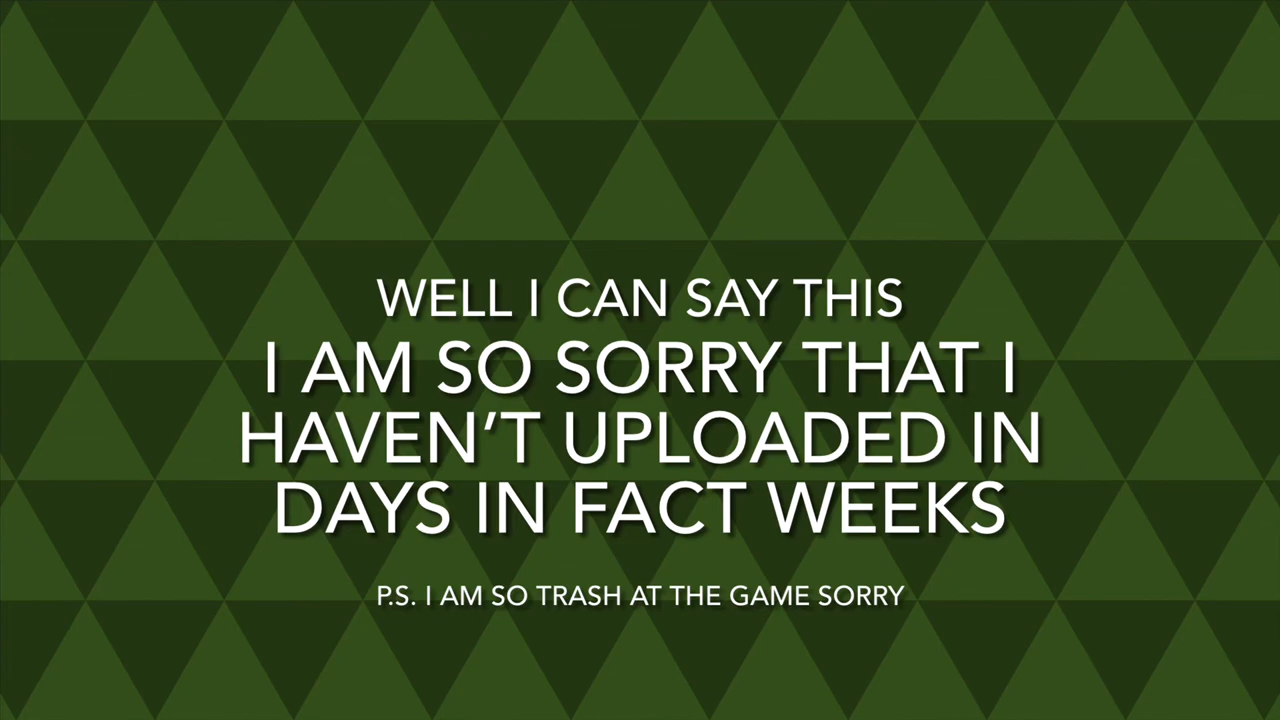 WELL I CAN SAY THIS
I AM SO SORRY THAT I
HAVEN’T UPLOADED IN
DAYS IN FACT WEEKS
P.S. I AM SO TRASH AT THE GAME SORRY